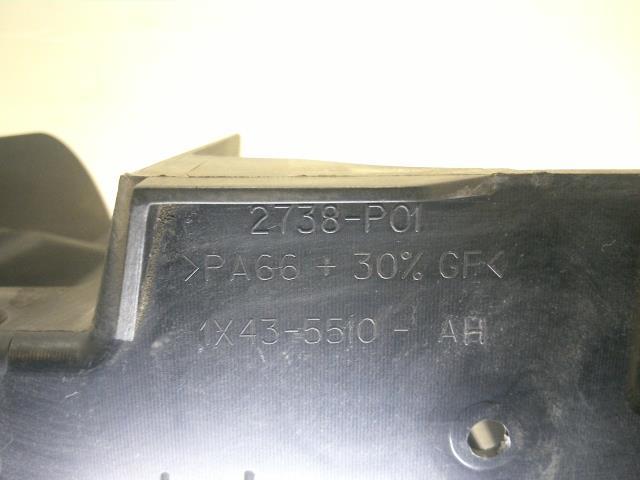 2738-P01
>PA66 + 30% GF<
1X43-5510 - AH